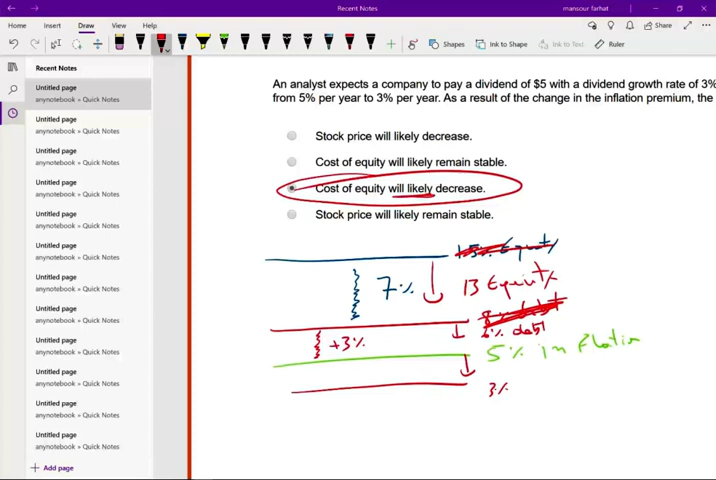 Recent Notes
mansour farhat
Home Insert Draw View Help
Share
Shapes
Ink to Shape
Ink to Text
Ruler
Recent Notes
Untitled page
anynotebook » Quick Notes
Untitled page
anynotebook » Quick Notes
Untitled page
anynotebook » Quick Notes
Untitled page
anynotebook » Quick Notes
Untitled page
anynotebook » Quick Notes
Untitled page
anynotebook » Quick Notes
Untitled page
anynotebook » Quick Notes
Untitled page
anynotebook » Quick Notes
Untitled page
anynotebook » Quick Notes
Untitled page
anynotebook » Quick Notes
Untitled page
anynotebook » Quick Notes
Untitled page
anynotebook » Quick Notes
Add page
An analyst expects a company to pay a dividend of $5 with a dividend growth rate of 3%
from 5% per year to 3% per year. As a result of the change in the inflation premium, the
Stock price will likely decrease.
Cost of equity will likely remain stable.
Cost of equity will likely decrease.
Stock price will likely remain stable.
15% Equity
7%
13 Equity
8% debt
6% debt
+3%
5% inflation
3%